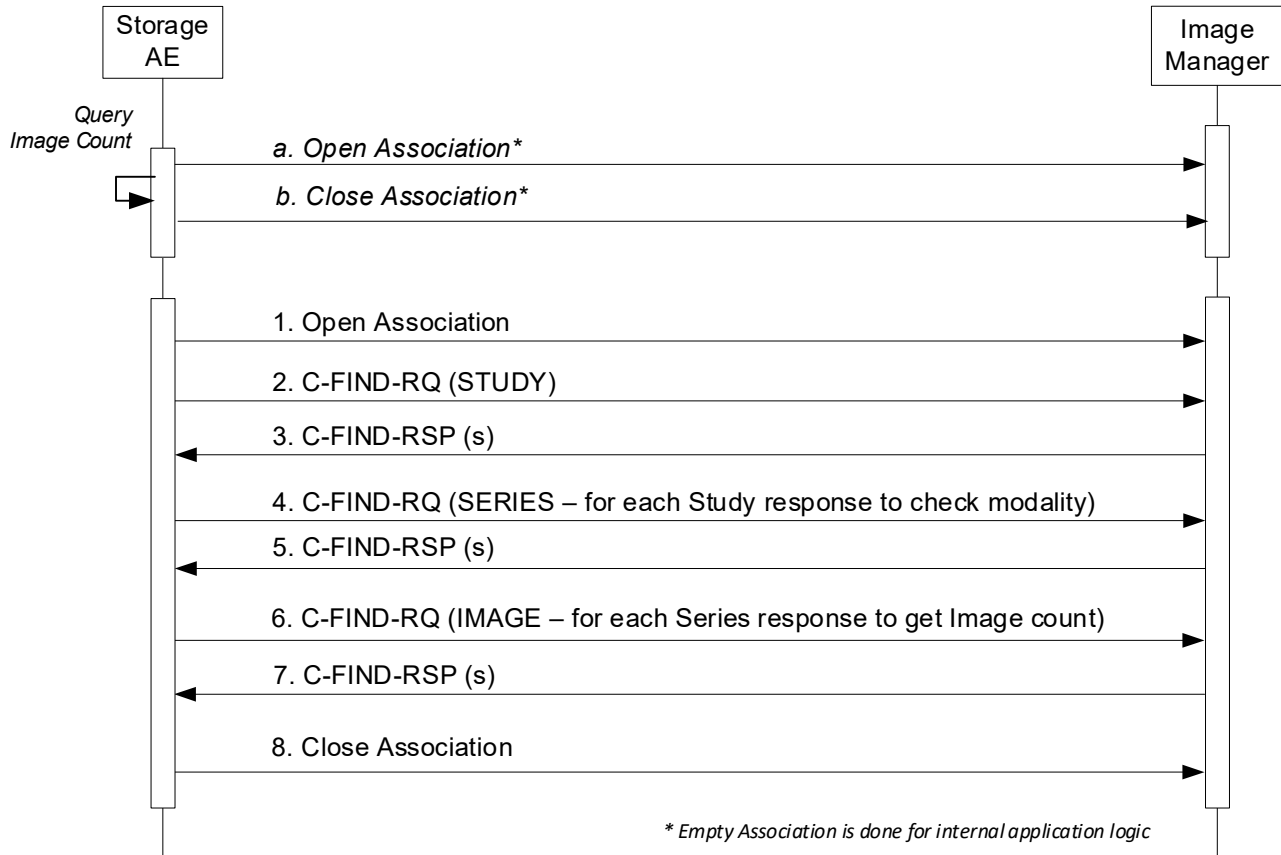 Storage
AE
Image
Manager
Query
Image Count
a. Open Association*
b. Close Association*
1. Open Association
2. C-FIND-RQ (STUDY)
3. C-FIND-RSP (s)
4. C-FIND-RQ (SERIES – for each Study response to check modality)
5. C-FIND-RSP (s)
6. C-FIND-RQ (IMAGE – for each Series response to get Image count)
7. C-FIND-RSP (s)
8. Close Association
* Empty Association is done for internal application logic